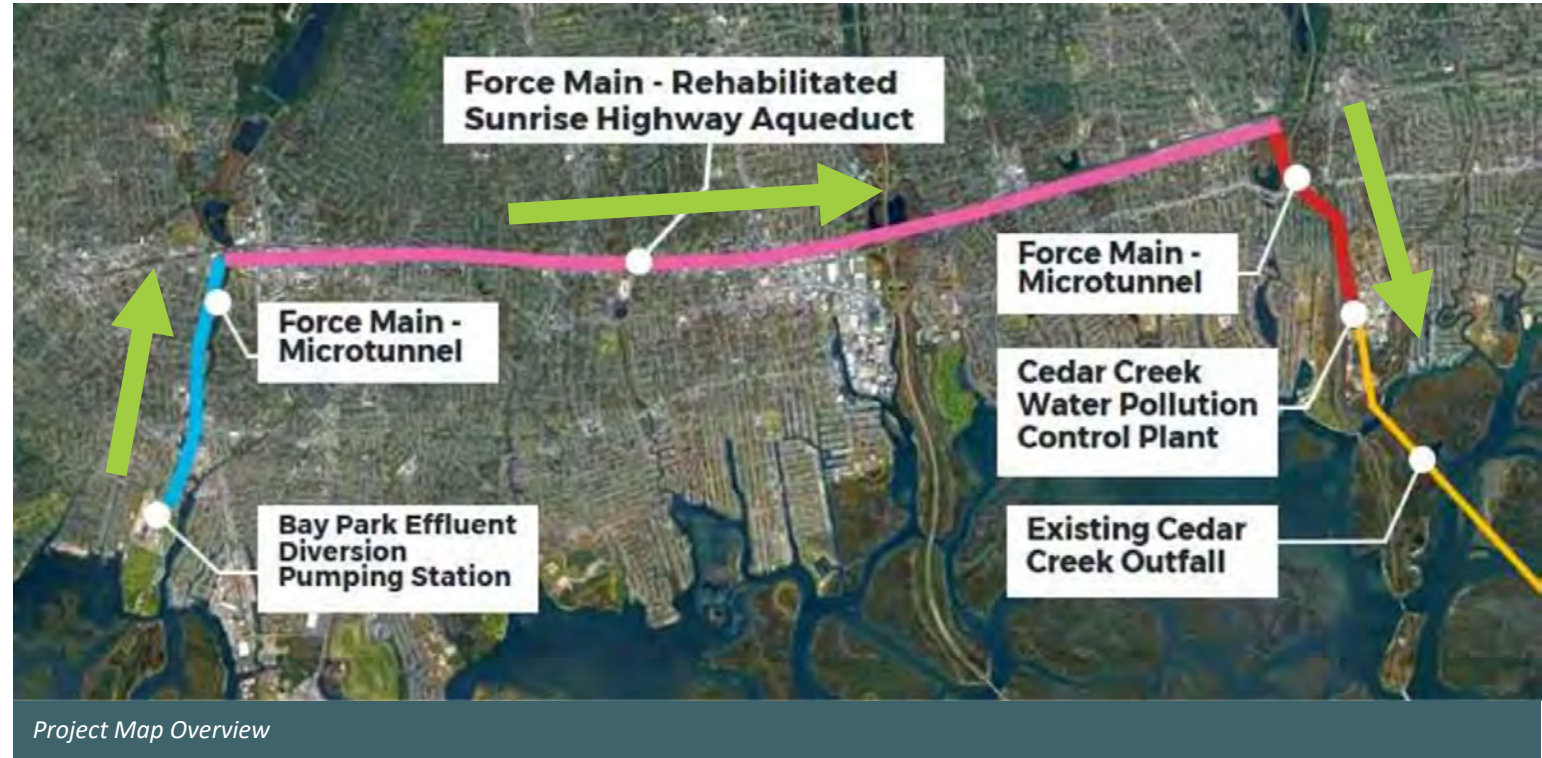 Force Main - Rehabilitated
Sunrise Highway Aqueduct
Force Main -
Microtunnel
Force Main -
Microtunnel
Cedar Creek
Water Pollution
Control Plant
Bay Park Effluent
Diversion
Pumping Station
Existing Cedar
Creek Outfall
Project Map Overview